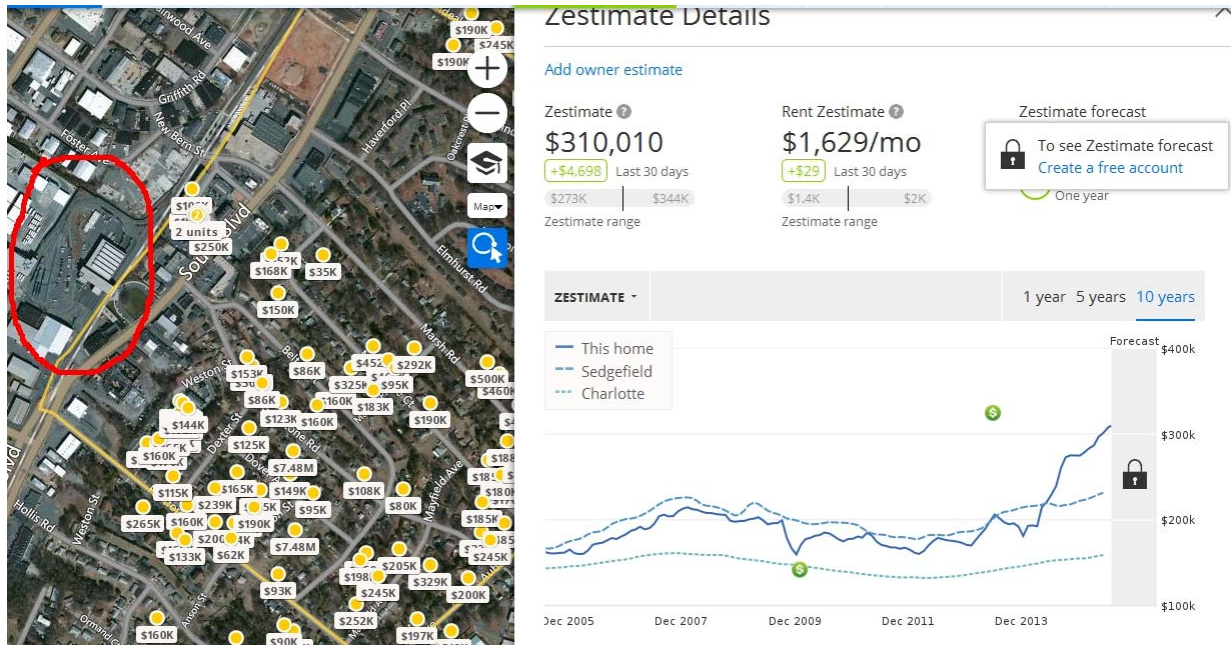 Zestimate Details
Add owner estimate
Zestimate ?
$310,010
+$4,698 Last 30 days
$273K $344K
Zestimate range
Rent Zestimate ?
$1,629/mo
+$29 Last 30 days
$1.4K $2K
Zestimate range
Zestimate forecast
To see Zestimate forecast
Create a free account
One year
ZESTIMATE
1 year 5 years 10 years
This home
Sedgefield
Charlotte
Forecast
$400k
$300k
$200k
$100k
Dec 2005 Dec 2007 Dec 2009 Dec 2011 Dec 2013
$
$
Map
Griffith Rd
New Bern St
Foster Ave
Haverford Pl
Elmhurst Rd
Marsh Rd
Weston St
Dexter St
Mayfield Ave
Hollis Rd
Weston St
Anson St
$190K
$245K
$190K
2
2 units
$250K
$168K
$35K
$150K
$153K
$86K
$292K
$325K
$95K
$500K
$460K
$86K
$123K
$160K
$160K
$183K
$190K
$144K
$125K
$160K
$7.48M
$115K
$165K
$149K
$108K
$80K
$239K
$95K
$265K
$160K
$190K
$185K
$7.48M
$62K
$133K
$205K
$245K
$93K
$245K
$329K
$200K
$252K
$160K
$90K
$197K